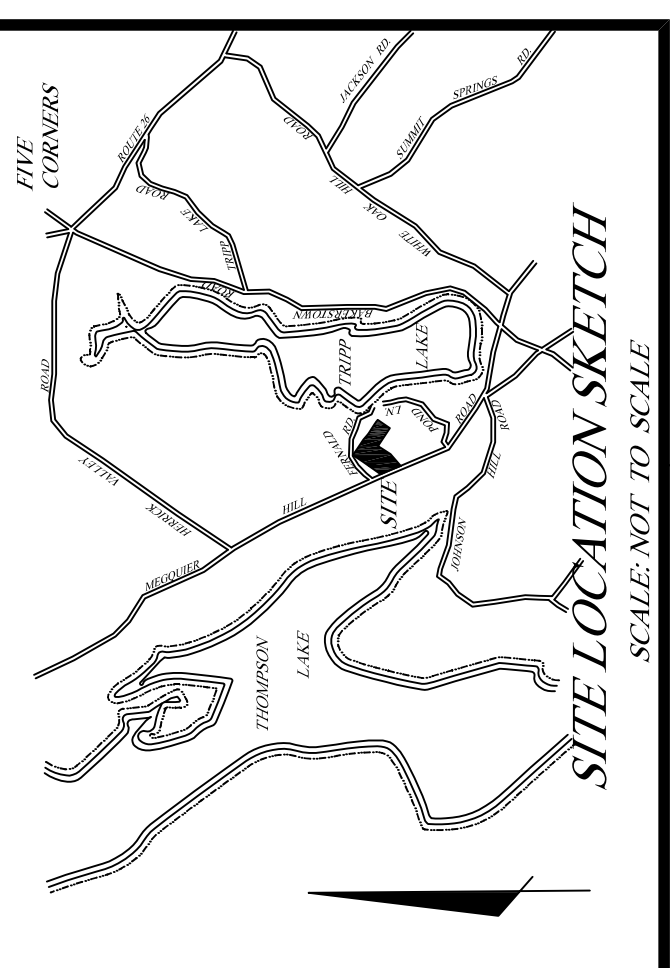 FIVE
CORNERS
ROUTE 26
JACKSON RD.
SUMMIT SPRINGS RD.
WHITE OAK HILL ROAD
TRIPP LAKE ROAD
BAKERSTOWN ROAD
TRIPP
LAKE
HERRICK VALLEY ROAD
FERNALD RD.
POND LN.
SITE
MEGQUIER HILL ROAD
JOHNSON HILL ROAD
THOMPSON
LAKE
SITE LOCATION SKETCH
SCALE: NOT TO SCALE